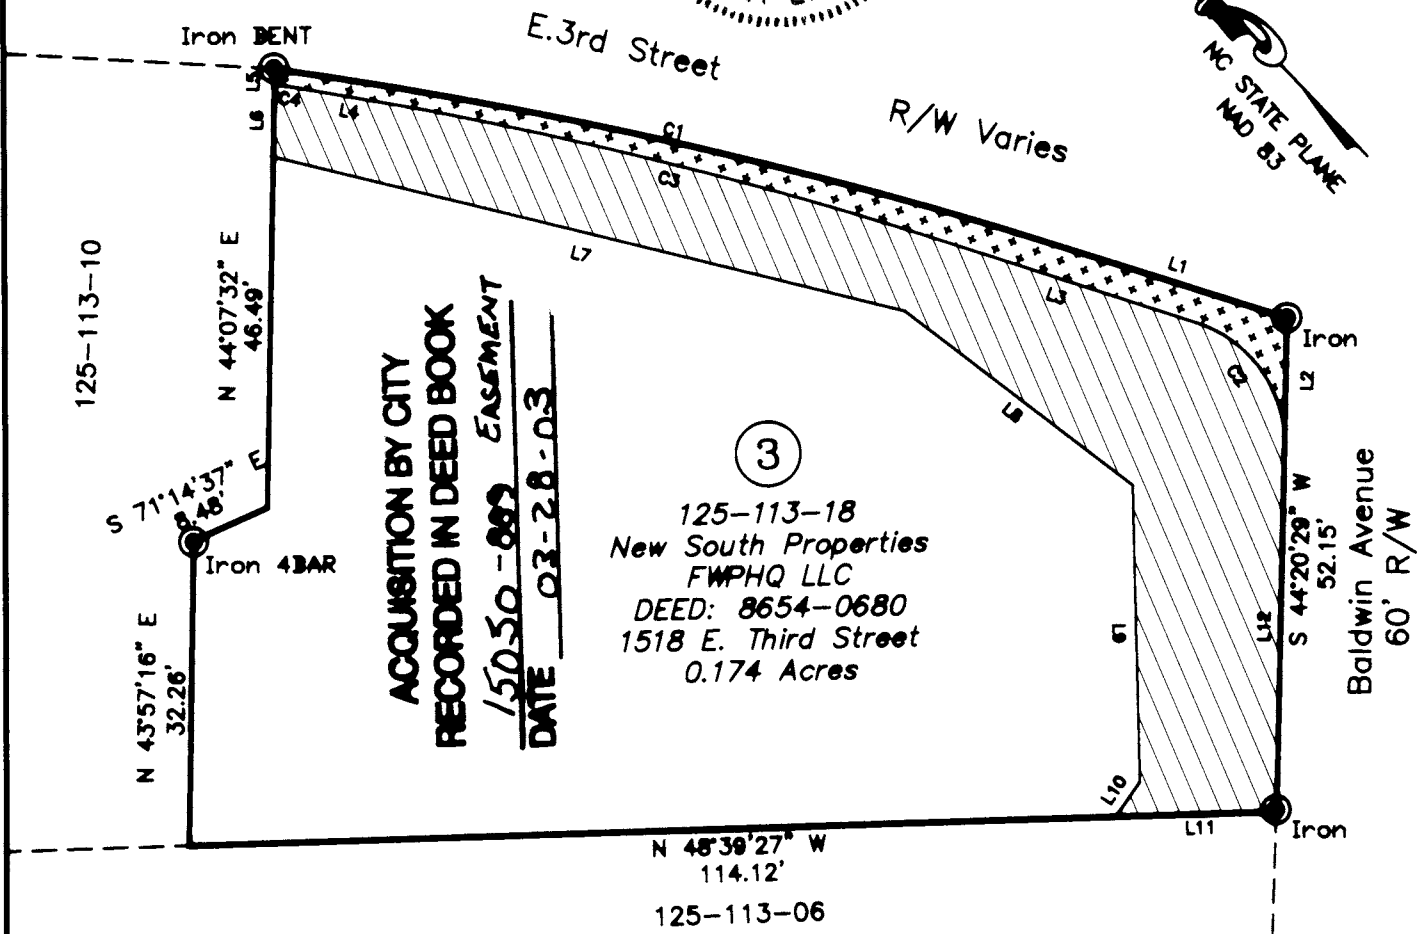 Iron BENT
E.3rd Street
R/W Varies
NC STATE PLANE
NAD 83
L5
C4
L4
L6
C1
C3
L7
L1
L3
Iron
C2
L2
125-113-10
N 44°07'32" E
46.49'
S 71°14'37" E
8.48'
Iron 4BAR
N 43°57'16" E
32.26'
ACQUISITION BY CITY
RECORDED IN DEED BOOK
15050-889 EASEMENT
DATE 03-28-03
L8
3
125-113-18
New South Properties
FWPHQ LLC
DEED: 8654-0680
1518 E. Third Street
0.174 Acres
L9
L10
L12
S 44°20'29" W
52.15'
Baldwin Avenue
60' R/W
L11
Iron
N 48°39'27" W
114.12'
125-113-06